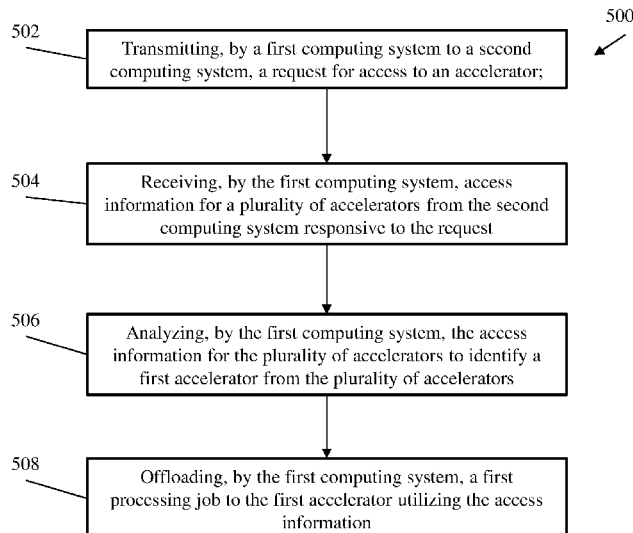 500
502
Transmitting, by a first computing system to a second
computing system, a request for access to an accelerator;
504
Receiving, by the first computing system, access
information for a plurality of accelerators from the second
computing system responsive to the request
506
Analyzing, by the first computing system, the access
information for the plurality of accelerators to identify a
first accelerator from the plurality of accelerators
508
Offloading, by the first computing system, a first
processing job to the first accelerator utilizing the access
information